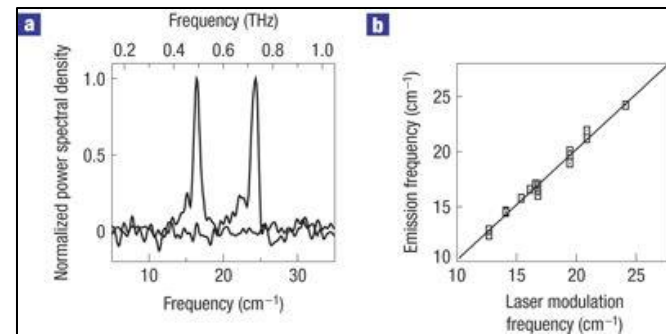 a
Frequency (THz)
0.2 0.4 0.6 0.8 1.0
Normalized power spectral density
1.0
0.5
0
10 20 30
Frequency (cm⁻¹)
b
Emission frequency
(cm⁻¹)
25
20
15
10
10 15 20 25
Laser modulation
frequency (cm⁻¹)